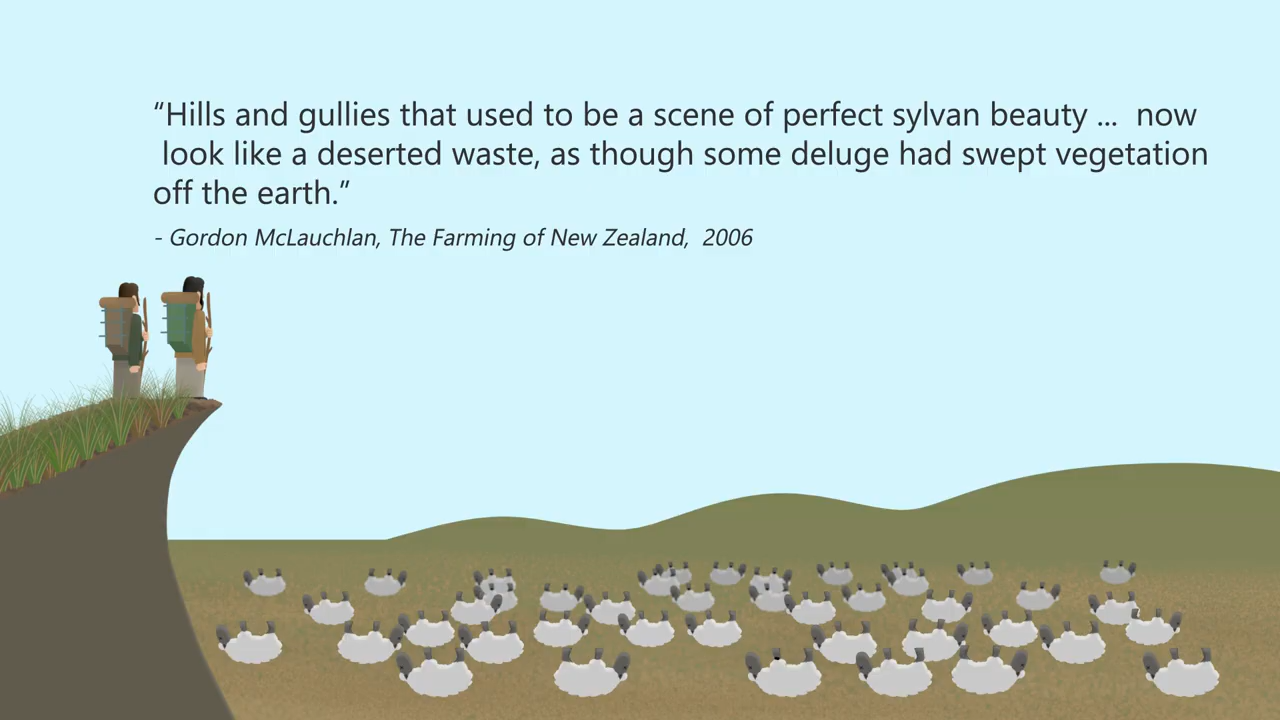 “Hills and gullies that used to be a scene of perfect sylvan beauty ... now
look like a deserted waste, as though some deluge had swept vegetation
off the earth.”
- Gordon McLauchlan, The Farming of New Zealand, 2006